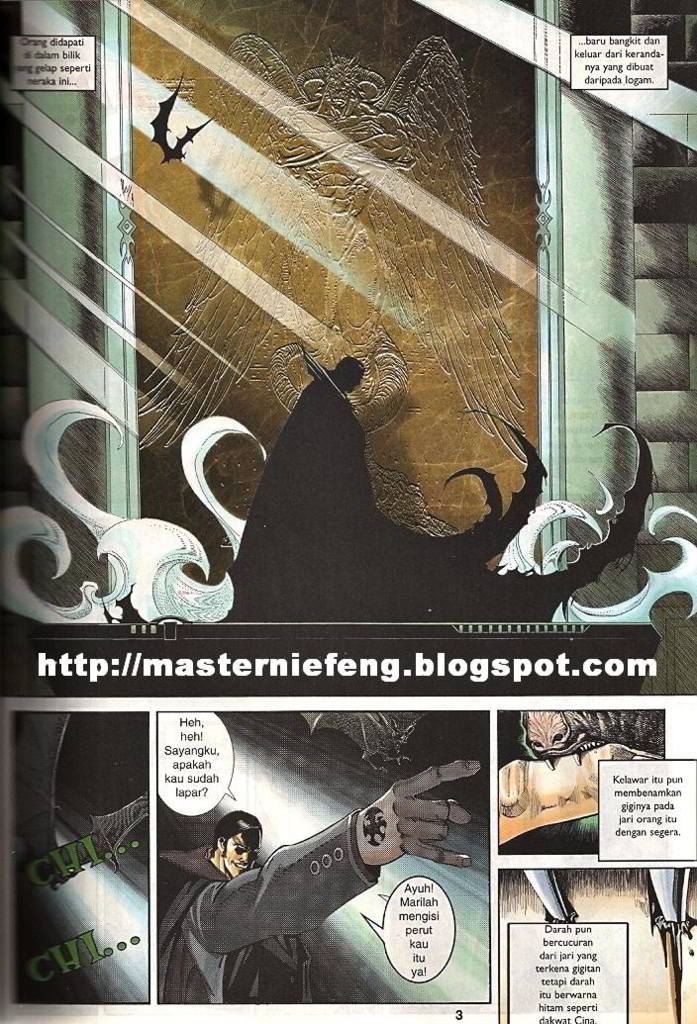 Orang didapati
di dalam bilik
yang gelap seperti
neraka ini...
...baru bangkit dan
keluar dari keranda-
nya yang dibuat
daripada logam.
http://masterniefeng.blogspot.com
CHI...
CHI...
Heh,
heh!
Sayangku,
apakah
kau sudah
lapar?
Ayuh!
Marilah
mengisi
perut
kau
itu
ya!
Kelawar itu pun
membenamkan
giginya pada
jari orang itu
dengan segera.
Darah pun
bercucuran
dari jari yang
terkena gigitan
tetapi darah
itu berwarna
hitam seperti
dakwat Cina.
3